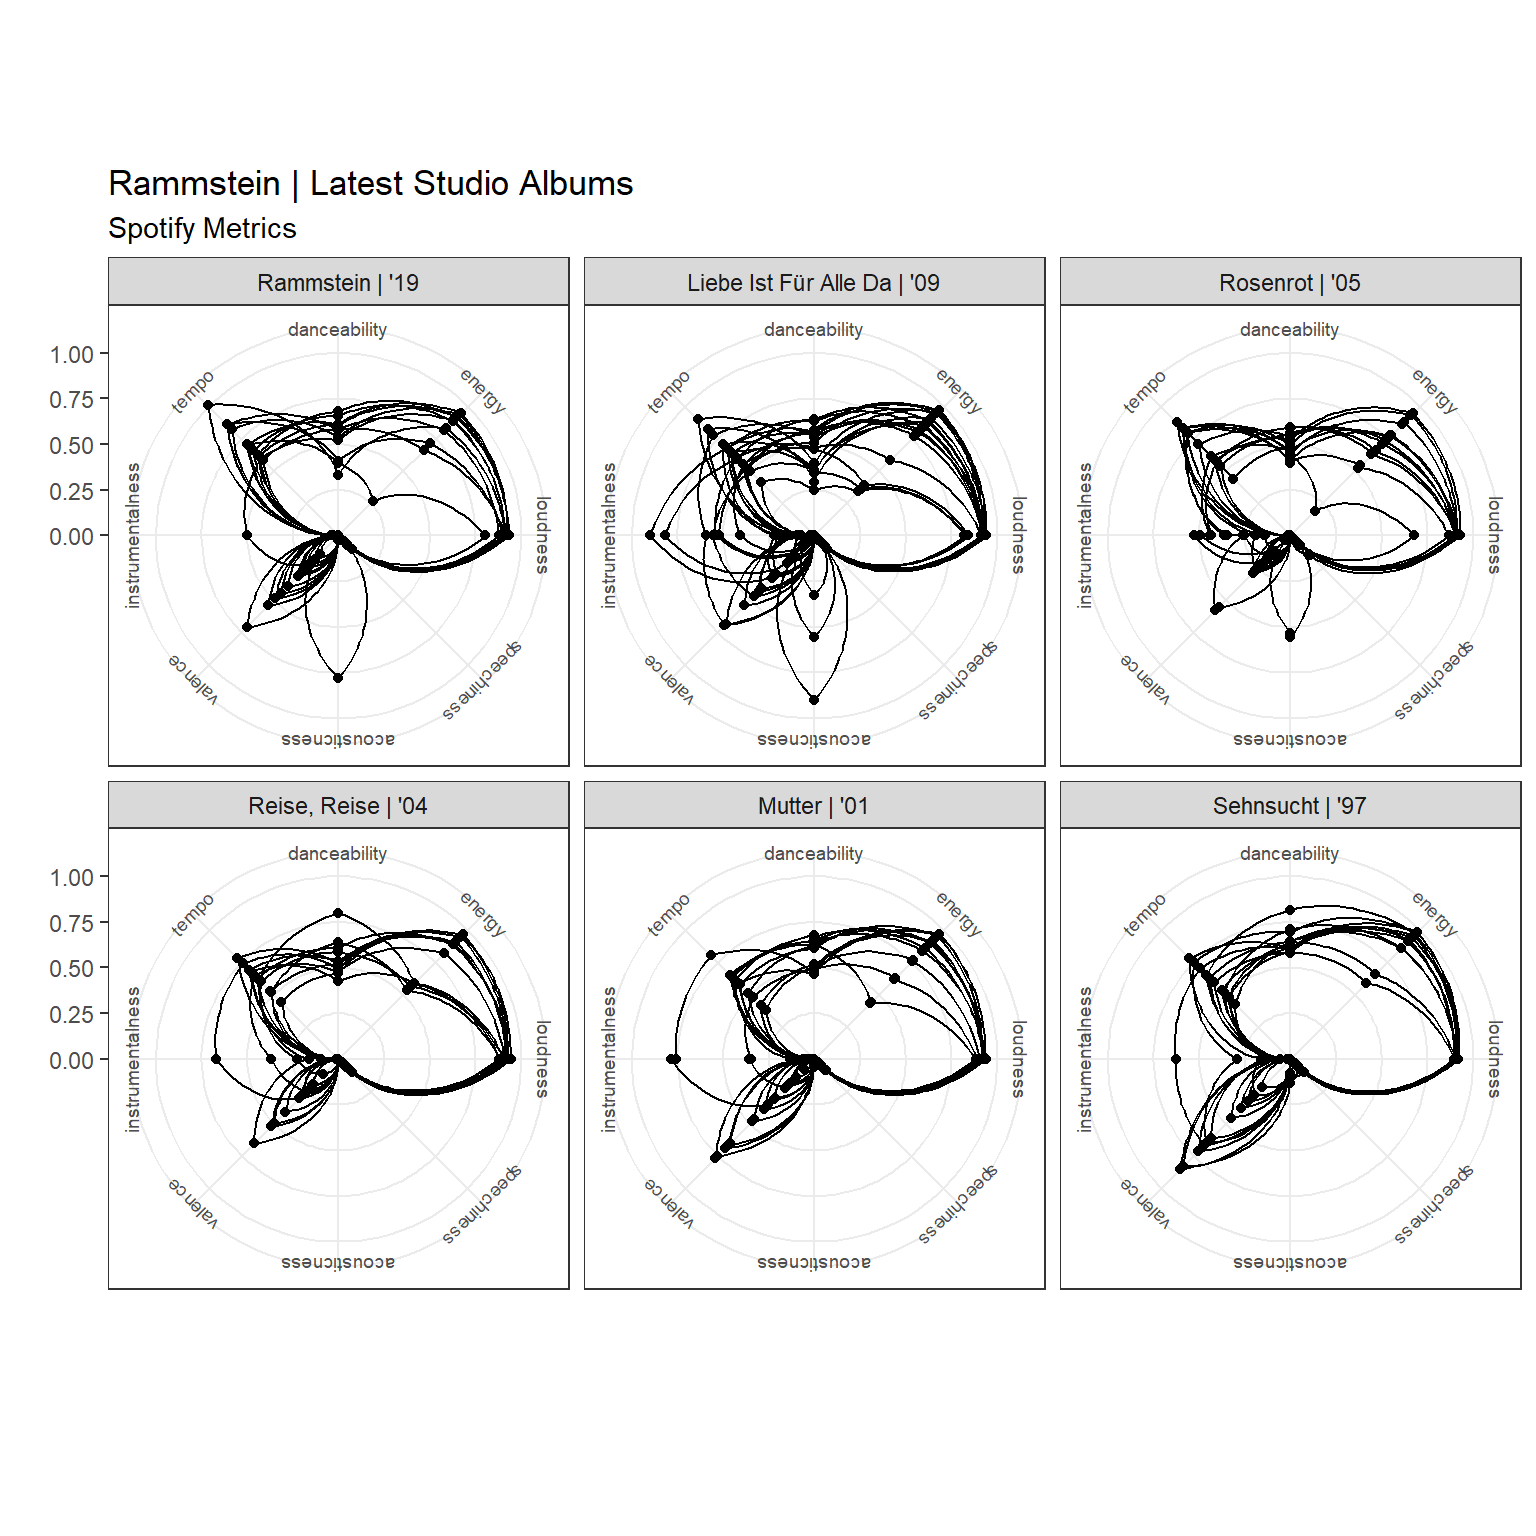 Rammstein | Latest Studio Albums
Spotify Metrics
Rammstein | '19
Liebe Ist Für Alle Da | '09
Rosenrot | '05
1.00
0.75
0.50
0.25
0.00
danceability
energy
loudness
speechiness
acousticness
valence
instrumentalness
tempo
danceability
energy
loudness
speechiness
acousticness
valence
instrumentalness
tempo
danceability
energy
loudness
speechiness
acousticness
valence
instrumentalness
tempo
Reise, Reise | '04
Mutter | '01
Sehnsucht | '97
1.00
0.75
0.50
0.25
0.00
danceability
energy
loudness
speechiness
acousticness
valence
instrumentalness
tempo
danceability
energy
loudness
speechiness
acousticness
valence
instrumentalness
tempo
danceability
energy
loudness
speechiness
acousticness
valence
instrumentalness
tempo